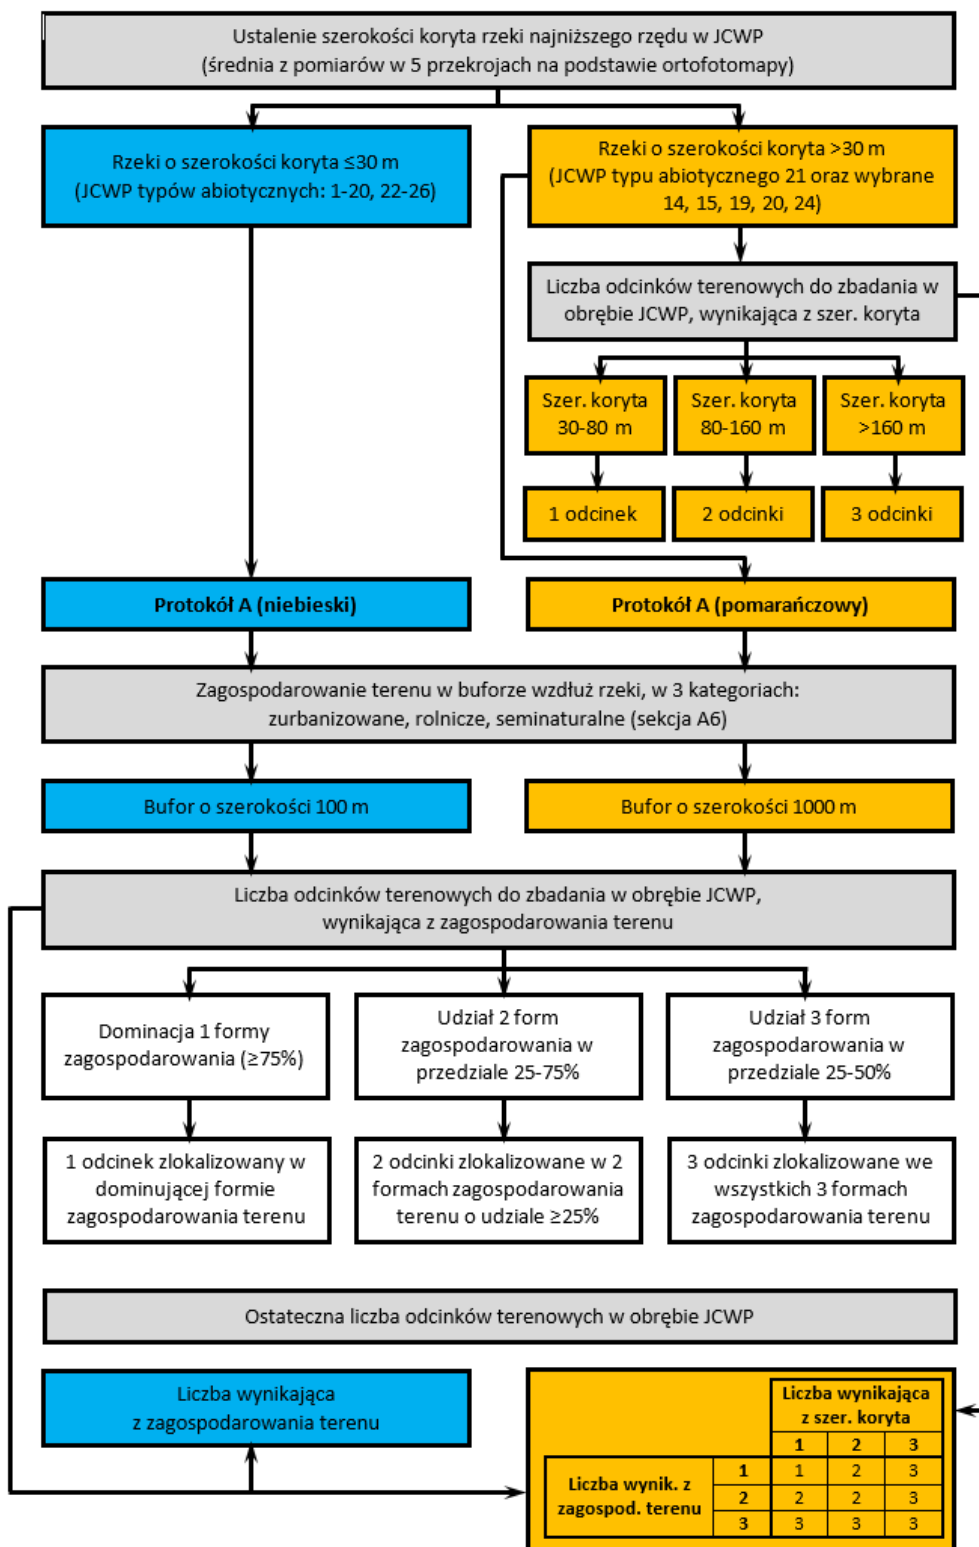 Ustalenie szerokości koryta rzeki najniższego rzędu w JCWP
(średnia z pomiarów w 5 przekrojach na podstawie ortofotomapy)
Rzeki o szerokości koryta ≤30 m
(JCWP typów abiotycznych: 1-20, 22-26)
Rzeki o szerokości koryta >30 m
(JCWP typu abiotycznego 21 oraz wybrane
14, 15, 19, 20, 24)
Liczba odcinków terenowych do zbadania w
obrębie JCWP, wynikająca z szer. koryta
Szer. koryta
30-80 m
Szer. koryta
80-160 m
Szer. koryta
>160 m
1 odcinek
2 odcinki
3 odcinki
Protokół A (niebieski)
Protokół A (pomarańczowy)
Zagospodarowanie terenu w buforze wzdłuż rzeki, w 3 kategoriach:
zurbanizowane, rolnicze, seminaturalne (sekcja A6)
Bufor o szerokości 100 m
Bufor o szerokości 1000 m
Liczba odcinków terenowych do zbadania w obrębie JCWP,
wynikająca z zagospodarowania terenu
Dominacja 1 formy
zagospodarowania (≥75%)
Udział 2 form
zagospodarowania w
przedziale 25-75%
Udział 3 form
zagospodarowania w
przedziale 25-50%
1 odcinek zlokalizowany w
dominującej formie
zagospodarowania terenu
2 odcinki zlokalizowane w 2
formach zagospodarowania
terenu o udziale ≥25%
3 odcinki zlokalizowane we
wszystkich 3 formach
zagospodarowania terenu
Ostateczna liczba odcinków terenowych w obrębie JCWP
Liczba wynikająca
z zagospodarowania terenu
Liczba wynikająca
z szer. koryta
1 2 3
Liczba wynik. z
zagospod. terenu
1 1 2 3
2 2 2 3
3 3 3 3